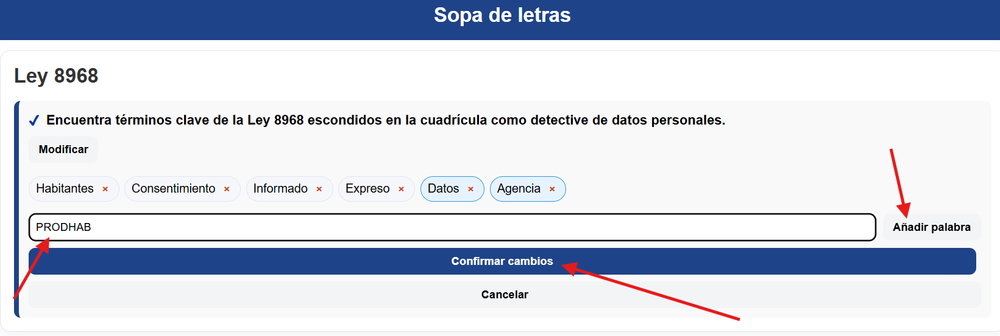 Sopa de letras
Ley 8968
✓ Encuentra términos clave de la Ley 8968 escondidos en la cuadrícula como detective de datos personales.
Modificar
Habitantes × Consentimiento × Informado × Expreso × Datos × Agencia ×
PRODHAB Añadir palabra
Confirmar cambios
Cancelar